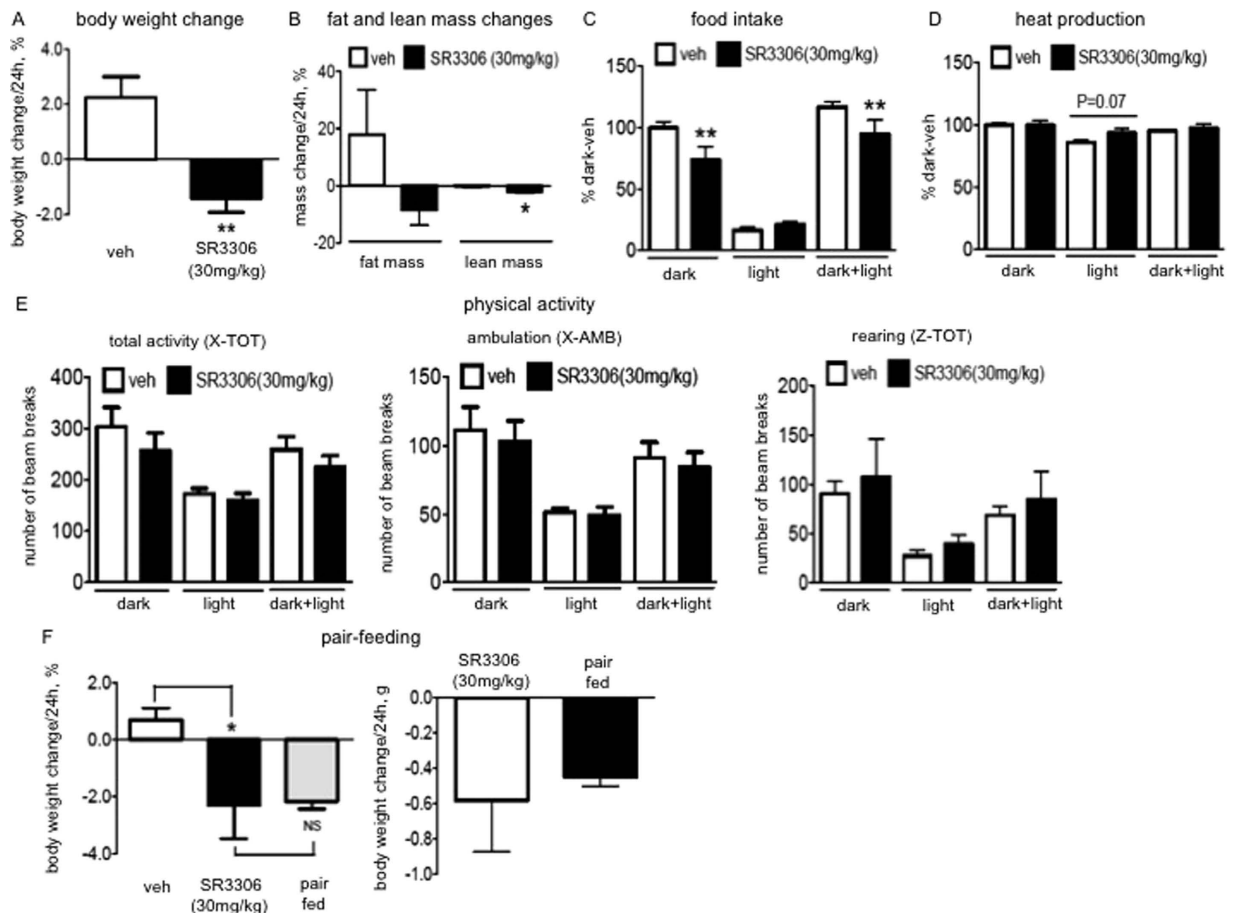 A body weight change
body weight change/24h, %
4.0
2.0
0.0
-2.0
**
veh
SR3306
(30mg/kg)
B fat and lean mass changes
veh SR3306 (30mg/kg)
mass change/24h, %
40
20
0
-20
*
fat mass lean mass
C food intake
veh SR3306(30mg/kg)
% dark-veh
150
100
50
0
** **
dark light dark+light
D heat production
veh SR3306(30mg/kg)
% dark-veh
150
100
50
0
P=0.07
dark light dark+light
E physical activity
total activity (X-TOT)
veh SR3306(30mg/kg)
number of beam breaks
400
300
200
100
0
dark light dark+light
ambulation (X-AMB)
veh SR3306(30mg/kg)
number of beam breaks
150
100
50
0
dark light dark+light
rearing (Z-TOT)
veh SR3306(30mg/kg)
number of beam breaks
200
150
100
50
0
dark light dark+light
F pair-feeding
body weight change/24h, %
2.0
0.0
-2.0
-4.0
*
NS
veh SR3306 pair
(30mg/kg) fed
SR3306 pair
(30mg/kg) fed
body weight change/24h, g
0.0
-0.2
-0.4
-0.6
-0.8
-1.0